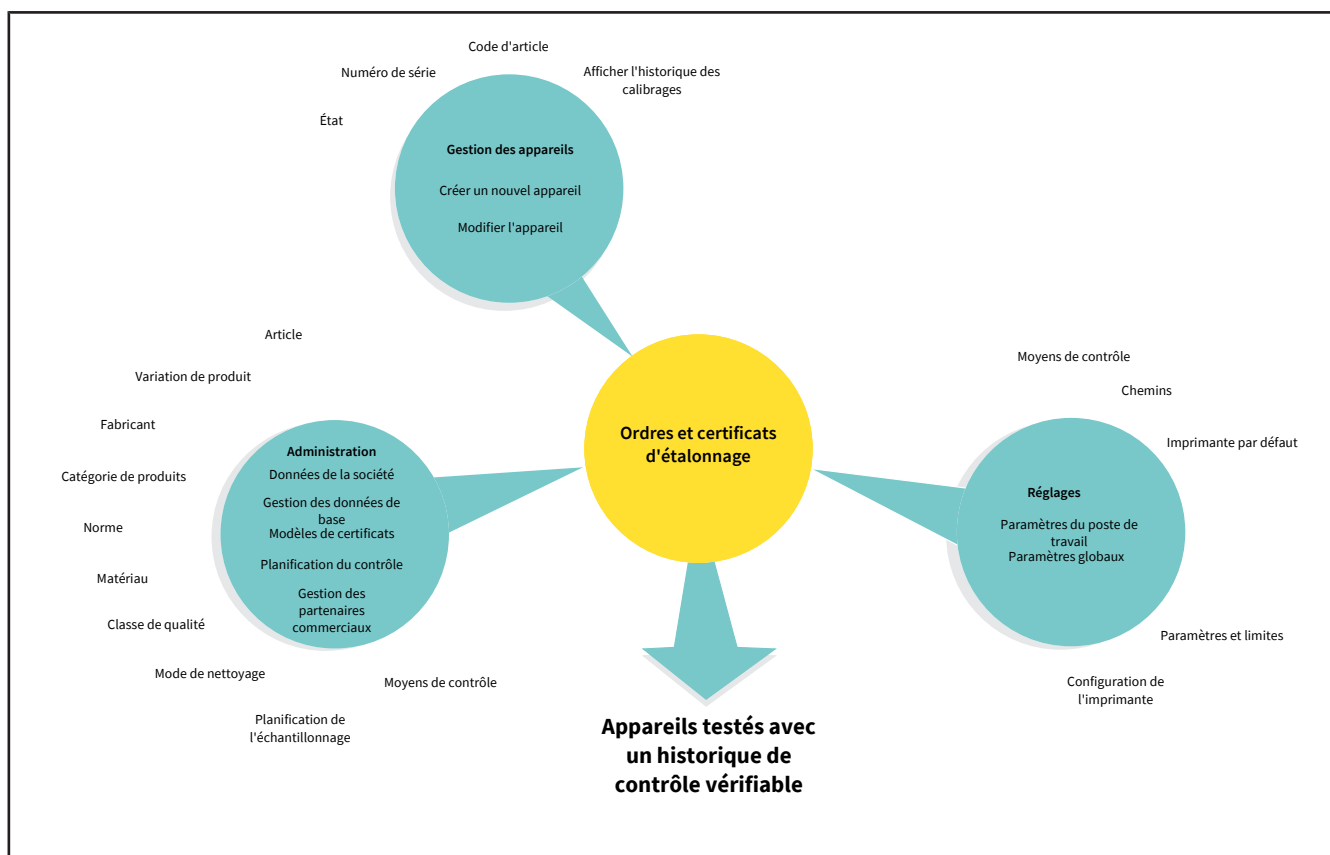 Code d'article
Numéro de série
Afficher l'historique des
calibrages
État
Gestion des appareils
Créer un nouvel appareil
Modifier l'appareil
Article
Variation de produit
Fabricant
Catégorie de produits
Norme
Matériau
Classe de qualité
Mode de nettoyage
Planification de
l'échantillonnage
Moyens de contrôle
Administration
Données de la société
Gestion des données de
base
Modèles de certificats
Planification du contrôle
Gestion des
partenaires
commerciaux
Ordres et certificats
d'étalonnage
Moyens de contrôle
Chemins
Imprimante par défaut
Réglages
Paramètres du poste de
travail
Paramètres globaux
Paramètres et limites
Configuration de
l'imprimante
Appareils testés avec
un historique de
contrôle vérifiable